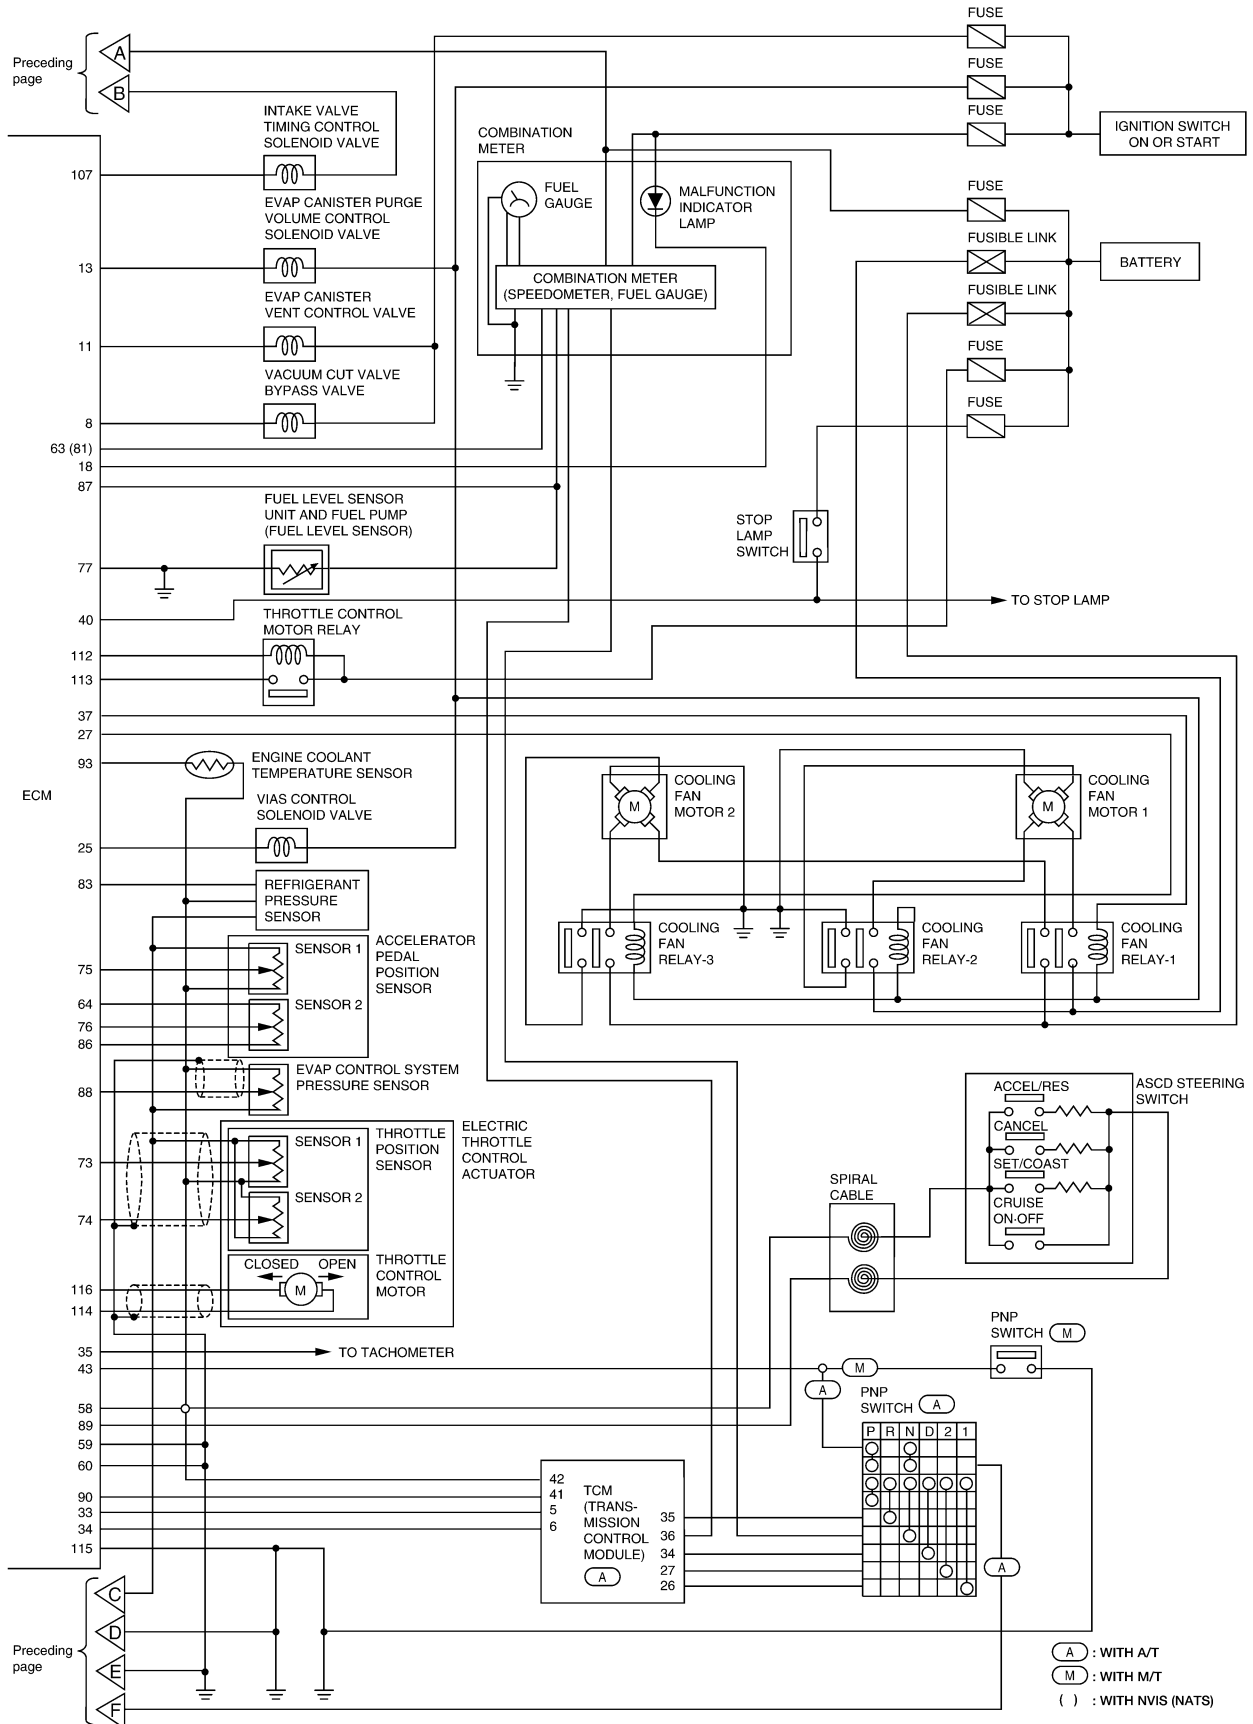 FUSE
A
Preceding
page
B
FUSE
FUSE
IGNITION SWITCH
ON OR START
INTAKE VALVE
TIMING CONTROL
SOLENOID VALVE
107
COMBINATION
METER
FUEL
GAUGE
MALFUNCTION
INDICATOR
LAMP
COMBINATION METER
(SPEEDOMETER, FUEL GAUGE)
FUSE
FUSIBLE LINK
BATTERY
FUSIBLE LINK
FUSE
FUSE
EVAP CANISTER PURGE
VOLUME CONTROL
SOLENOID VALVE
13
EVAP CANISTER
VENT CONTROL VALVE
11
VACUUM CUT VALVE
BYPASS VALVE
8
63 (81)
18
87
FUEL LEVEL SENSOR
UNIT AND FUEL PUMP
(FUEL LEVEL SENSOR)
77
STOP
LAMP
SWITCH
TO STOP LAMP
40
THROTTLE CONTROL
MOTOR RELAY
112
113
37
27
93
ENGINE COOLANT
TEMPERATURE SENSOR
ECM
VIAS CONTROL
SOLENOID VALVE
25
M
COOLING
FAN
MOTOR 2
M
COOLING
FAN
MOTOR 1
83
REFRIGERANT
PRESSURE
SENSOR
COOLING
FAN
RELAY-3
COOLING
FAN
RELAY-2
COOLING
FAN
RELAY-1
SENSOR 1
ACCELERATOR
PEDAL
POSITION
SENSOR
75
64
SENSOR 2
76
86
EVAP CONTROL SYSTEM
PRESSURE SENSOR
88
ACCEL/RES
CANCEL
SET/COAST
CRUISE
ON·OFF
ASCD STEERING
SWITCH
SENSOR 1
THROTTLE
POSITION
SENSOR
ELECTRIC
THROTTLE
CONTROL
ACTUATOR
73
SENSOR 2
74
SPIRAL
CABLE
CLOSED
OPEN
M
THROTTLE
CONTROL
MOTOR
116
114
35
TO TACHOMETER
43
M
PNP
SWITCH
M
A
PNP
SWITCH
A
P R N D 2 1
58
89
59
60
90
33
34
115
42
41
5
6
TCM
(TRANS-
MISSION
CONTROL
MODULE)
A
35
36
34
27
26
A
C
D
Preceding
page
E
F
A : WITH A/T
M : WITH M/T
( ) : WITH NVIS (NATS)